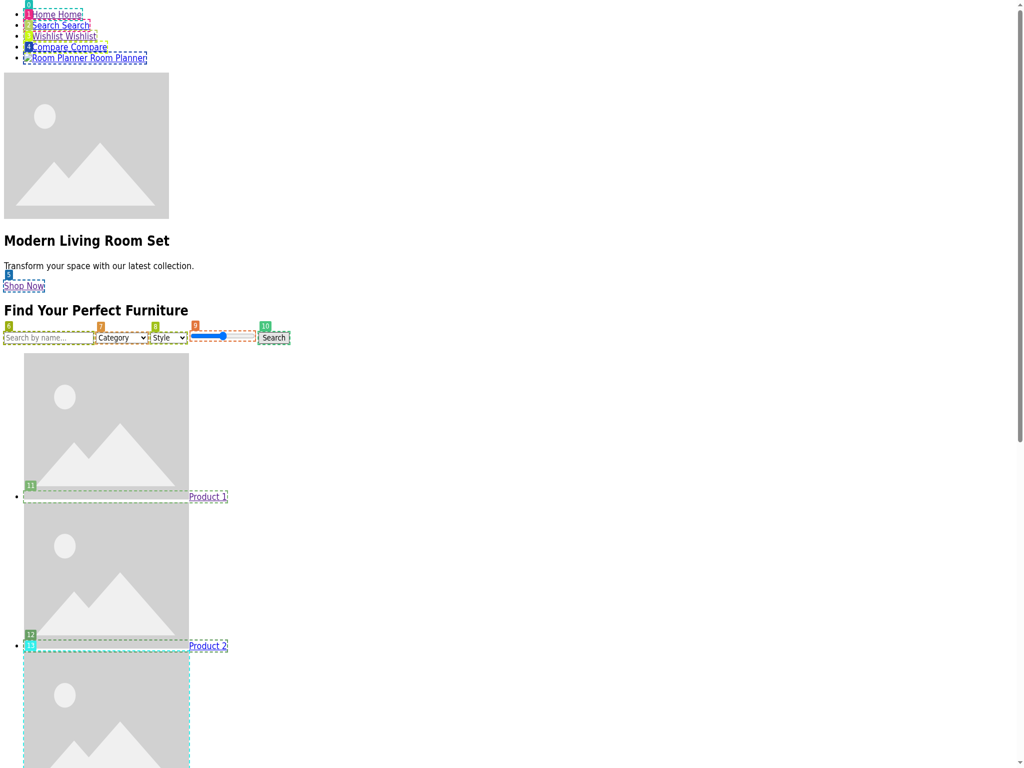 0
1 Home Home
2 Search Search
3 Wishlist Wishlist
4 Compare Compare
Room Planner Room Planner
Modern Living Room Set
Transform your space with our latest collection.
5
Shop Now
Find Your Perfect Furniture
6 7 8 9 10
Search by name... Category Style Search
11
Product 1
12
13 Product 2